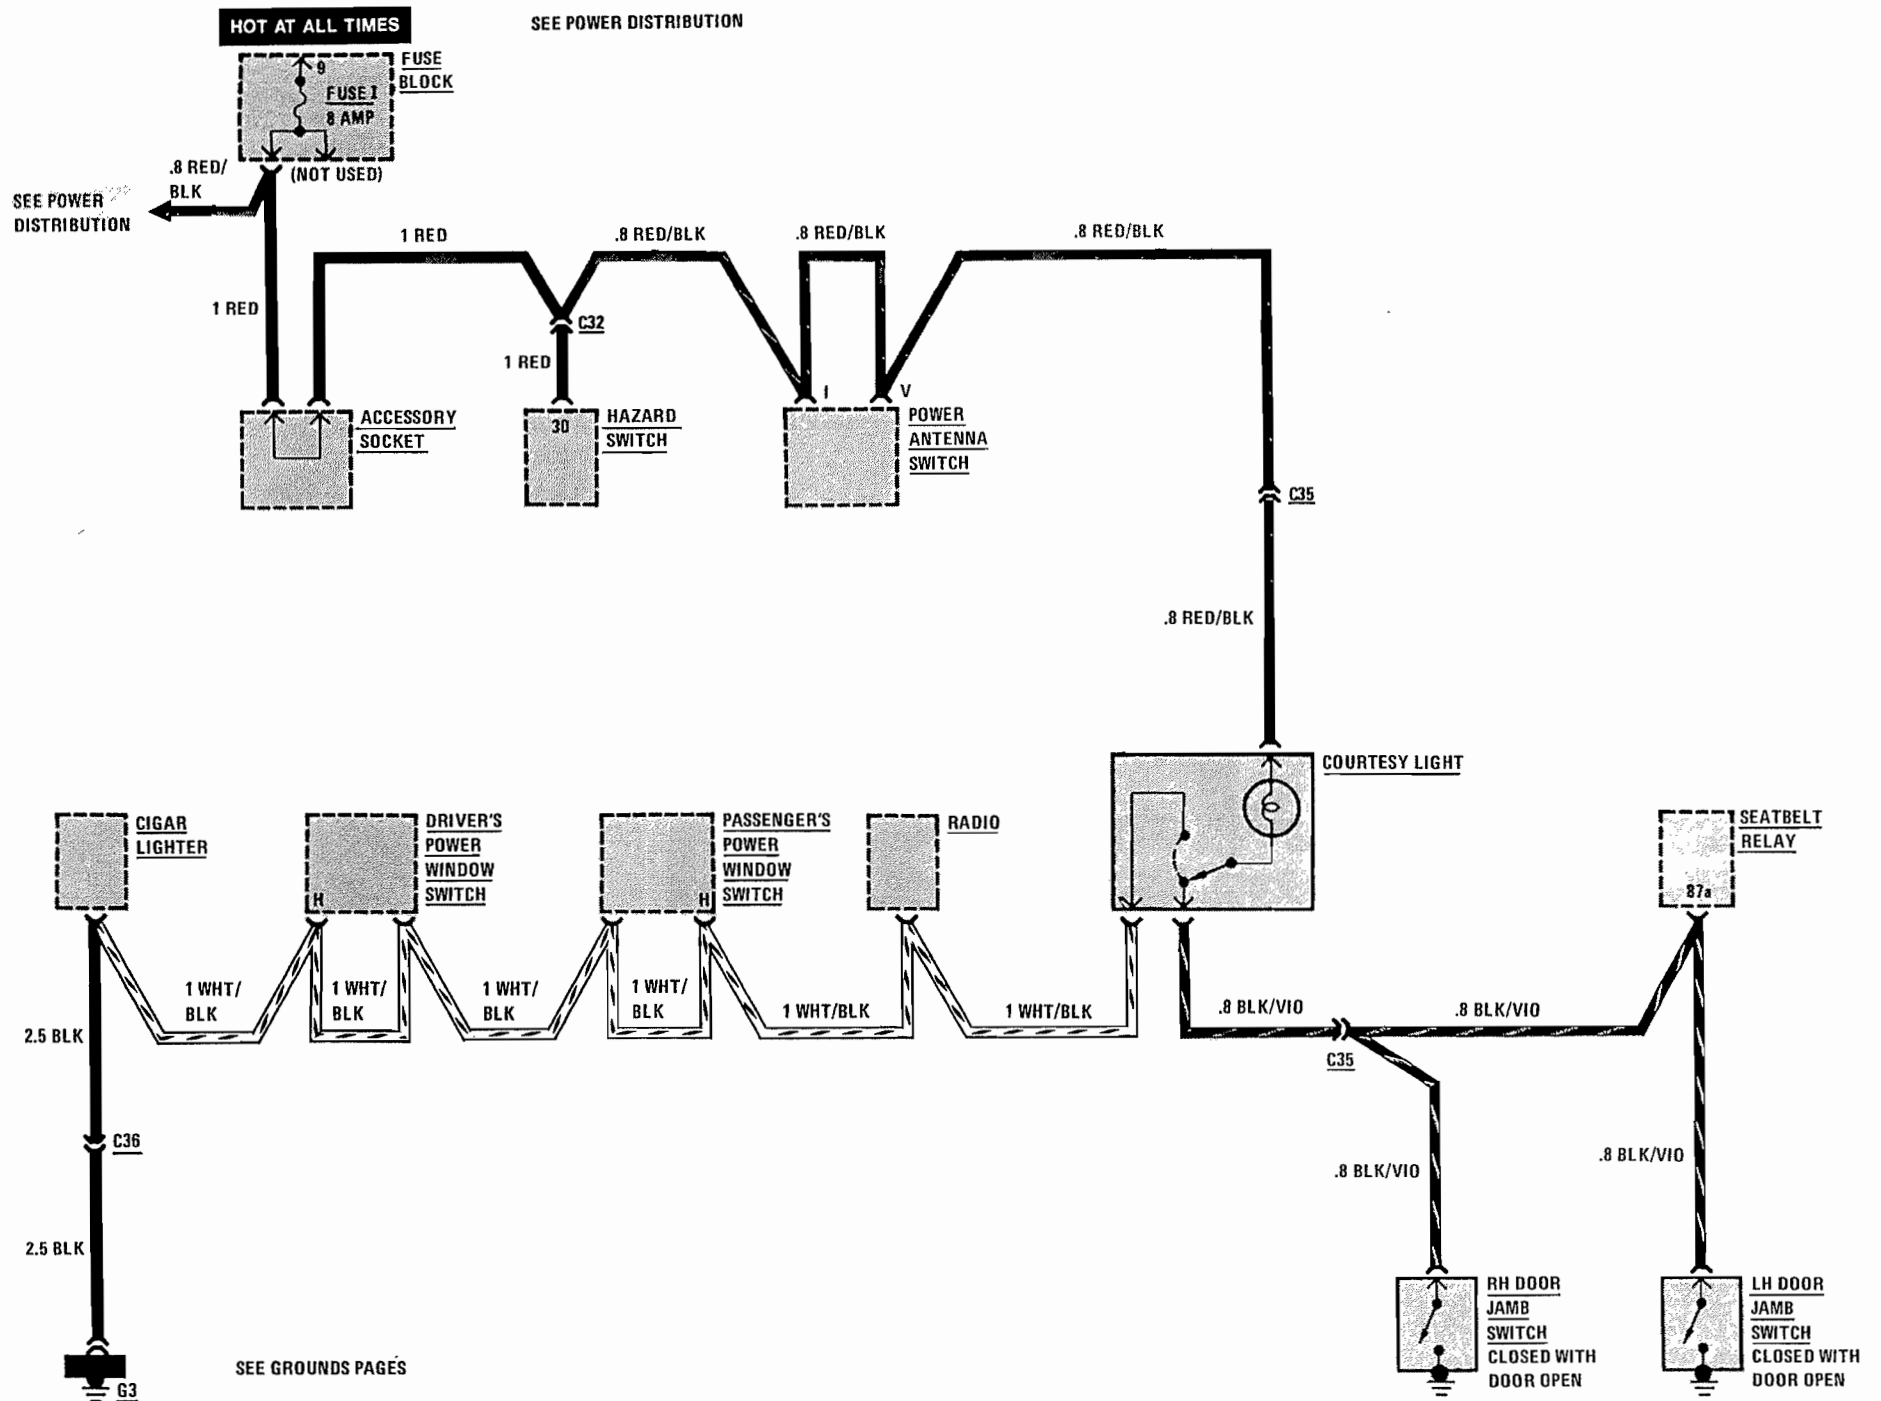 HOT AT ALL TIMES
SEE POWER DISTRIBUTION
9
FUSE I
8 AMP
FUSE
BLOCK
(NOT USED)
.8 RED/
BLK
SEE POWER
DISTRIBUTION
1 RED
1 RED
.8 RED/BLK
.8 RED/BLK
.8 RED/BLK
C32
1 RED
I
V
ACCESSORY
SOCKET
30
HAZARD
SWITCH
POWER
ANTENNA
SWITCH
C35
.8 RED/BLK
COURTESY LIGHT
CIGAR
LIGHTER
H
DRIVER'S
POWER
WINDOW
SWITCH
H
PASSENGER'S
POWER
WINDOW
SWITCH
RADIO
SEATBELT
RELAY
87a
1 WHT/
BLK
1 WHT/
BLK
1 WHT/
BLK
1 WHT/
BLK
1 WHT/BLK
1 WHT/BLK
.8 BLK/VIO
.8 BLK/VIO
C35
2.5 BLK
C36
.8 BLK/VIO
.8 BLK/VIO
2.5 BLK
RH DOOR
JAMB
SWITCH
CLOSED WITH
DOOR OPEN
LH DOOR
JAMB
SWITCH
CLOSED WITH
DOOR OPEN
G3
SEE GROUNDS PAGES